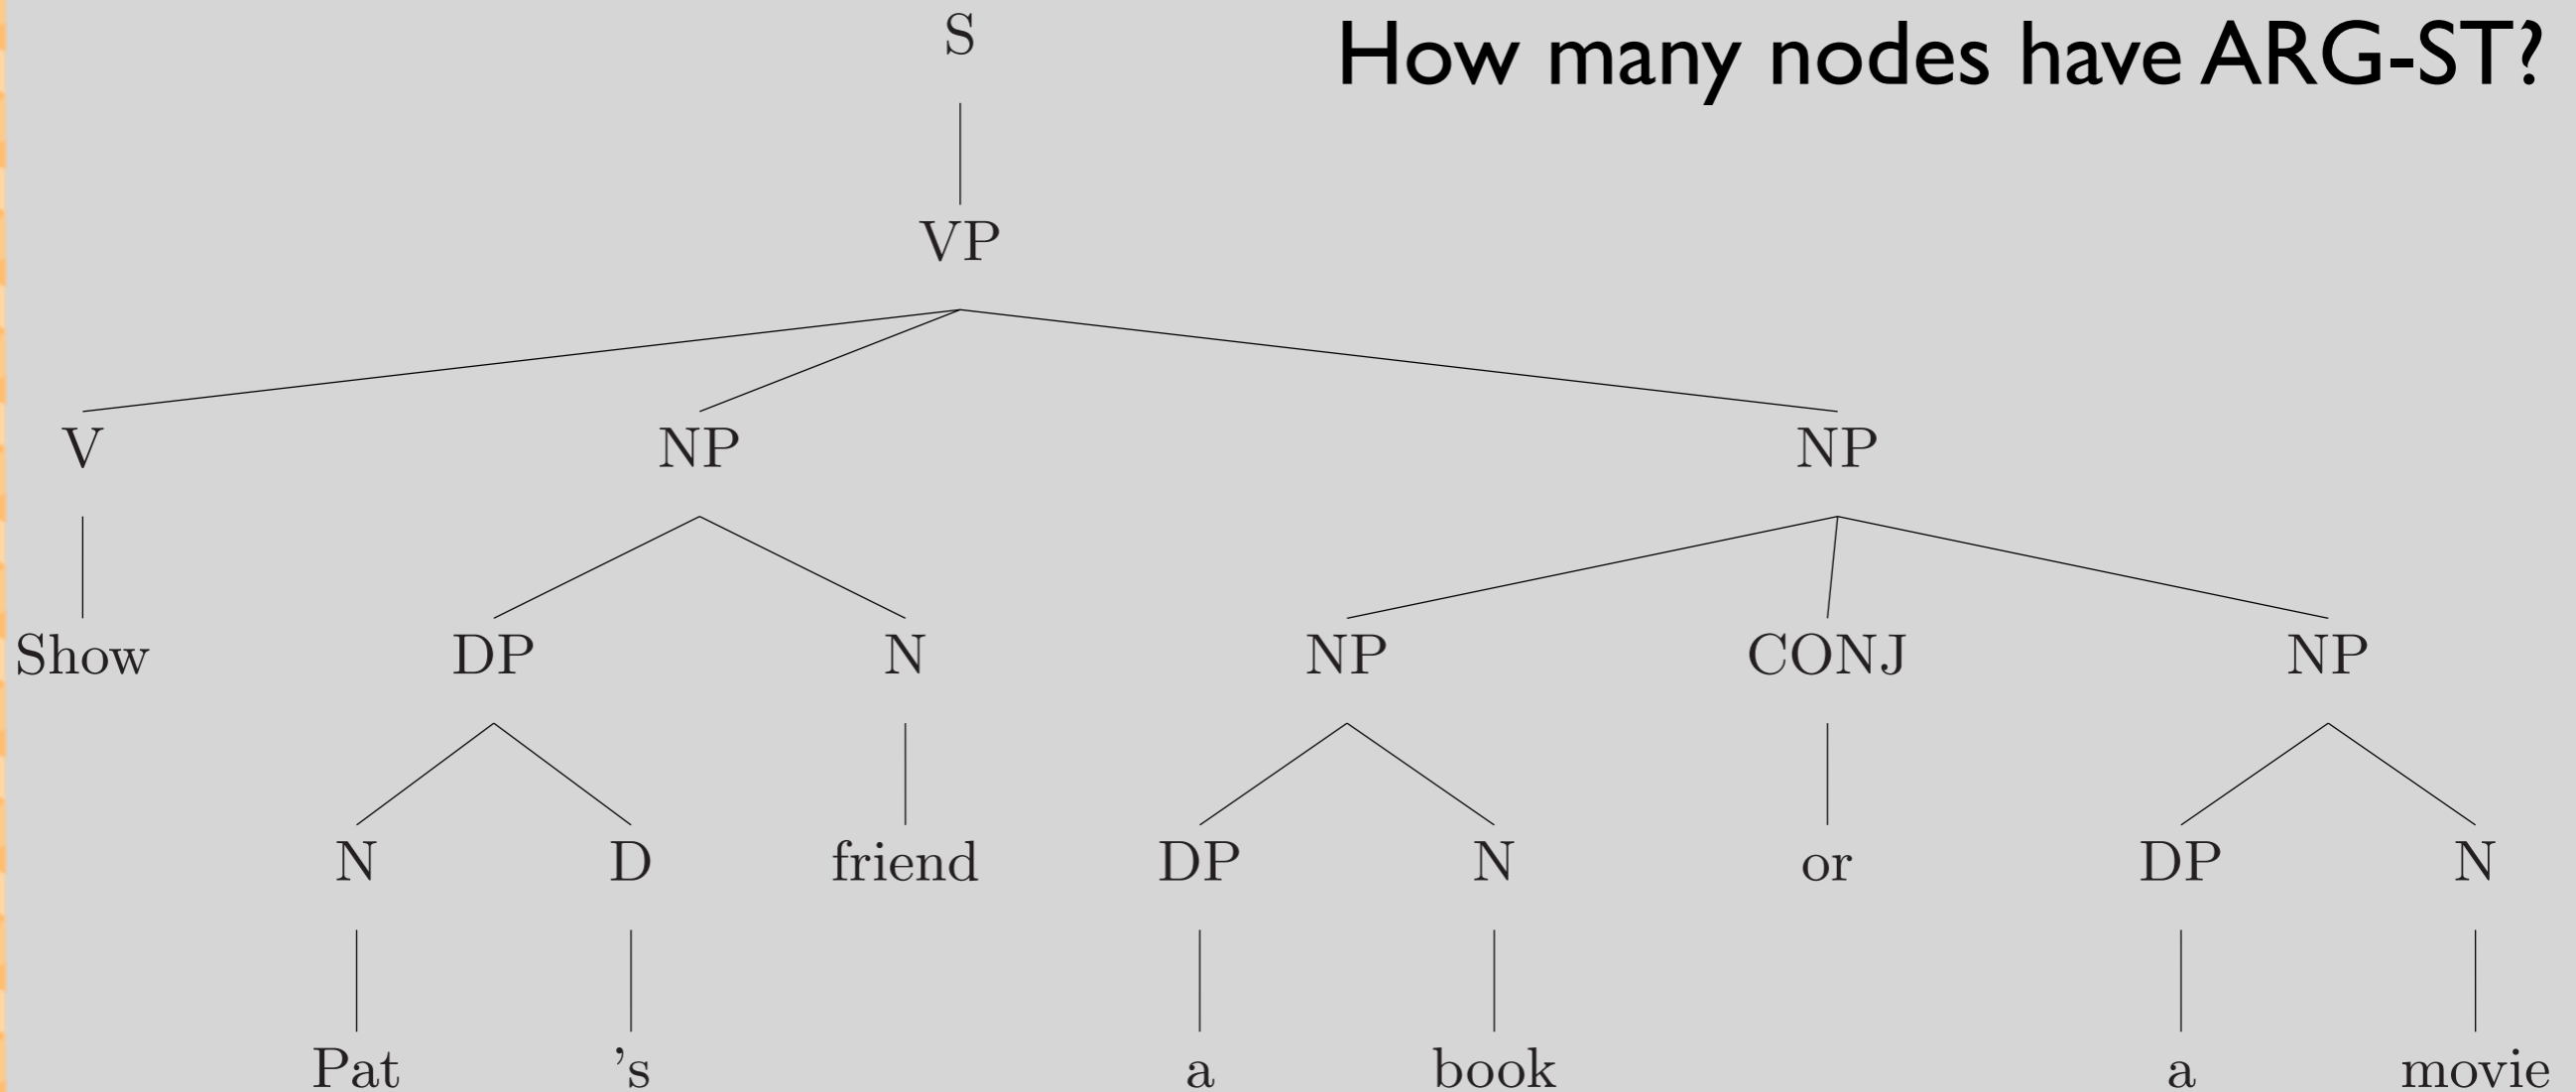 S
How many nodes have ARG-ST?
VP
V NP NP
Show DP N NP CONJ NP
N D friend DP N or DP N
Pat ’s a book a movie